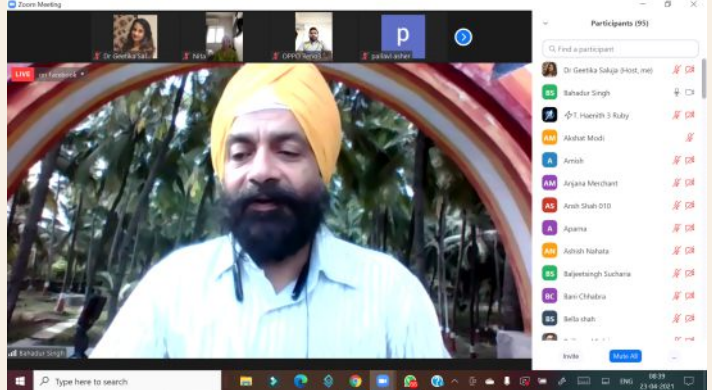 Zoom Meeting
Dr Geetika Sal...
Nita
OPPO Reno3
pallavi asher
p
LIVE on Facebook
Bahadur Singh
Participants (95)
Find a participant
Dr Geetika Saluja (Host, me)
BS Bahadur Singh
T. Haenith 3 Ruby
AM Akshat Modi
A Amish
AM Anjana Merchant
AS Ansh Shah 010
A Aparna
AN Ashish Nahata
BS Baljeetsingh Sucharia
BC Bani Chhabra
BS Bella shah
Invite
Mute All
...
Type here to search
ENG
08:39
23-04-2021